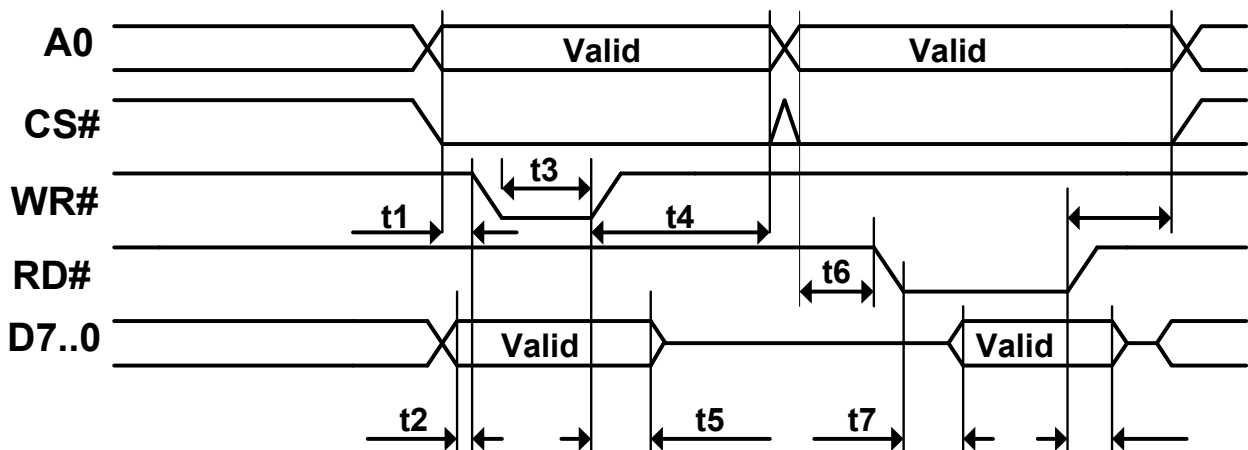 A0 Valid Valid
CS#
t3
WR#
t1 t4
RD# t6
D7..0 Valid Valid
t2 t5 t7